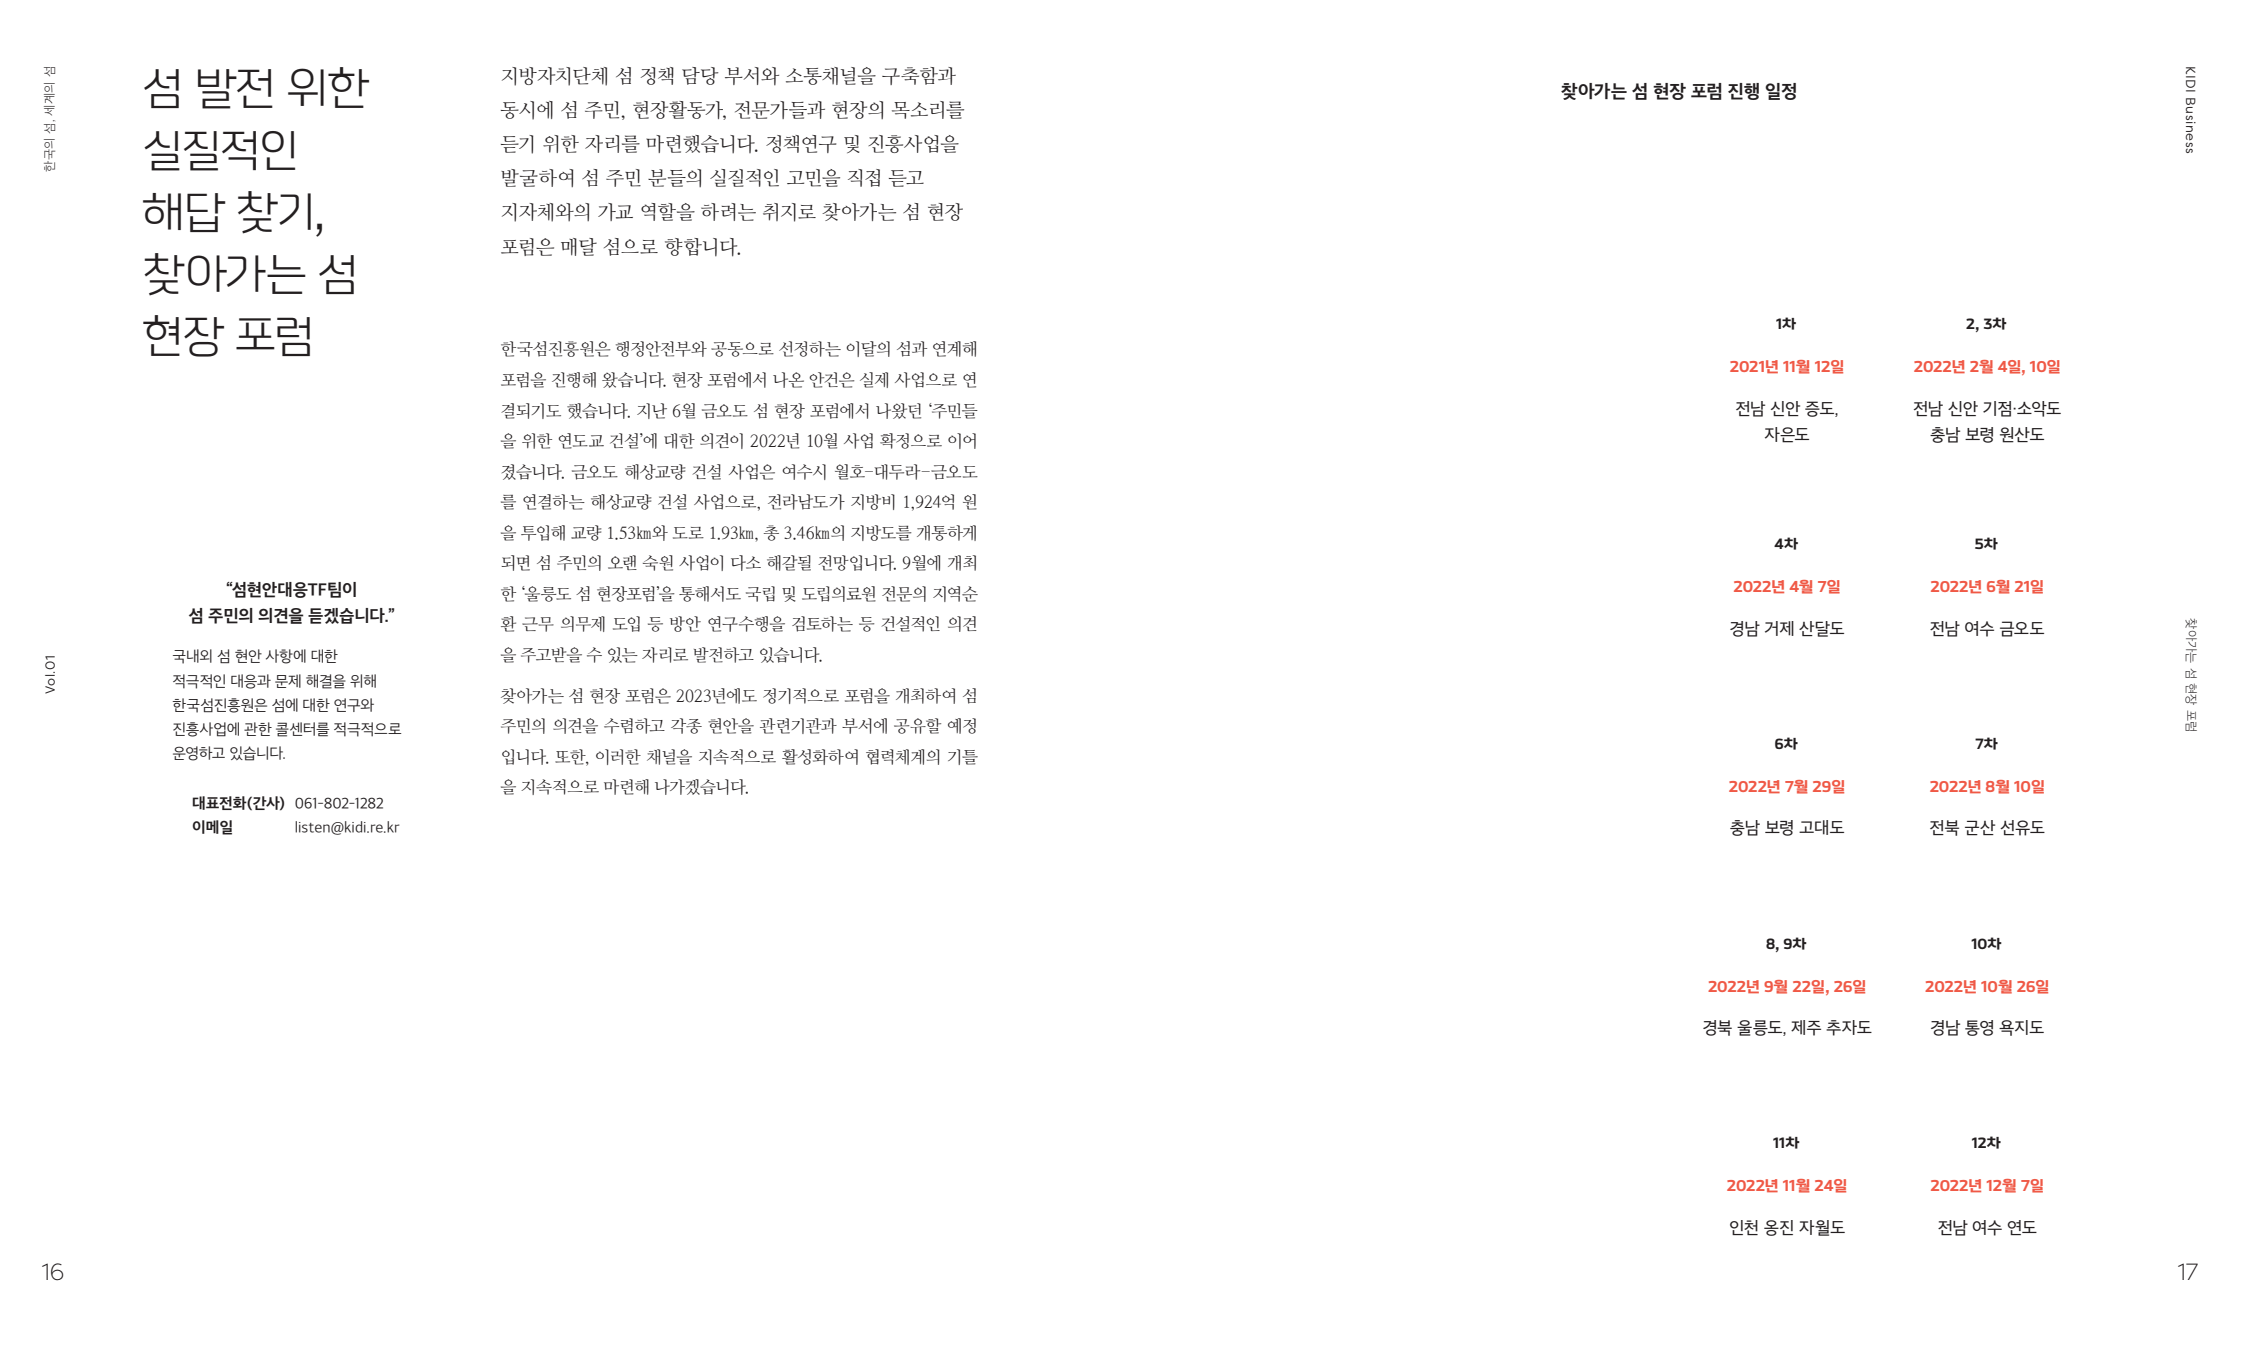 한국의 섬. 세계의 섬
Vol.01
16
섬 발전 위한
실질적인
해답 찾기,
찾아가는 섬
현장 포럼
“섬현안대응TF팀이
섬 주민의 의견을 듣겠습니다.”
국내외 섬 현안 사항에 대한
적극적인 대응과 문제 해결을 위해
한국섬진흥원은 섬에 대한 연구와
진흥사업에 관한 콜센터를 적극적으로
운영하고 있습니다.
대표전화(간사) 061-802-1282
이메일 listen@kidi.re.kr
지방자치단체 섬 정책 담당 부서와 소통채널을 구축함과
동시에 섬 주민, 현장활동가, 전문가들과 현장의 목소리를
듣기 위한 자리를 마련했습니다. 정책연구 및 진흥사업을
발굴하여 섬 주민 분들의 실질적인 고민을 직접 듣고
지자체와의 가교 역할을 하려는 취지로 찾아가는 섬 현장
포럼은 매달 섬으로 향합니다.
한국섬진흥원은 행정안전부와 공동으로 선정하는 이달의 섬과 연계해
포럼을 진행해 왔습니다. 현장 포럼에서 나온 안건은 실제 사업으로 연
결되기도 했습니다. 지난 6월 금오도 섬 현장 포럼에서 나왔던 ‘주민들
을 위한 연도교 건설’에 대한 의견이 2022년 10월 사업 확정으로 이어
졌습니다. 금오도 해상교량 건설 사업은 여수시 월호-대두라-금오도
를 연결하는 해상교량 건설 사업으로, 전라남도가 지방비 1,924억 원
을 투입해 교량 1.53㎞와 도로 1.93㎞, 총 3.46㎞의 지방도를 개통하게
되면 섬 주민의 오랜 숙원 사업이 다소 해갈될 전망입니다. 9월에 개최
한 ‘울릉도 섬 현장포럼’을 통해서도 국립 및 도립의료원 전문의 지역순
환 근무 의무제 도입 등 방안 연구수행을 검토하는 등 건설적인 의견
을 주고받을 수 있는 자리로 발전하고 있습니다.
찾아가는 섬 현장 포럼은 2023년에도 정기적으로 포럼을 개최하여 섬
주민의 의견을 수렴하고 각종 현안을 관련기관과 부서에 공유할 예정
입니다. 또한, 이러한 채널을 지속적으로 활성화하여 협력체계의 기틀
을 지속적으로 마련해 나가겠습니다.
찾아가는 섬 현장 포럼 진행 일정
1차
2021년 11월 12일
전남 신안 증도,
자은도
2, 3차
2022년 2월 4일, 10일
전남 신안 기점·소악도
충남 보령 원산도
4차
2022년 4월 7일
경남 거제 산달도
5차
2022년 6월 21일
전남 여수 금오도
6차
2022년 7월 29일
충남 보령 고대도
7차
2022년 8월 10일
전북 군산 선유도
8, 9차
2022년 9월 22일, 26일
경북 울릉도, 제주 추자도
10차
2022년 10월 26일
경남 통영 욕지도
11차
2022년 11월 24일
인천 옹진 자월도
12차
2022년 12월 7일
전남 여수 연도
KIDI Business
찾아가는 섬 현장 포럼
17